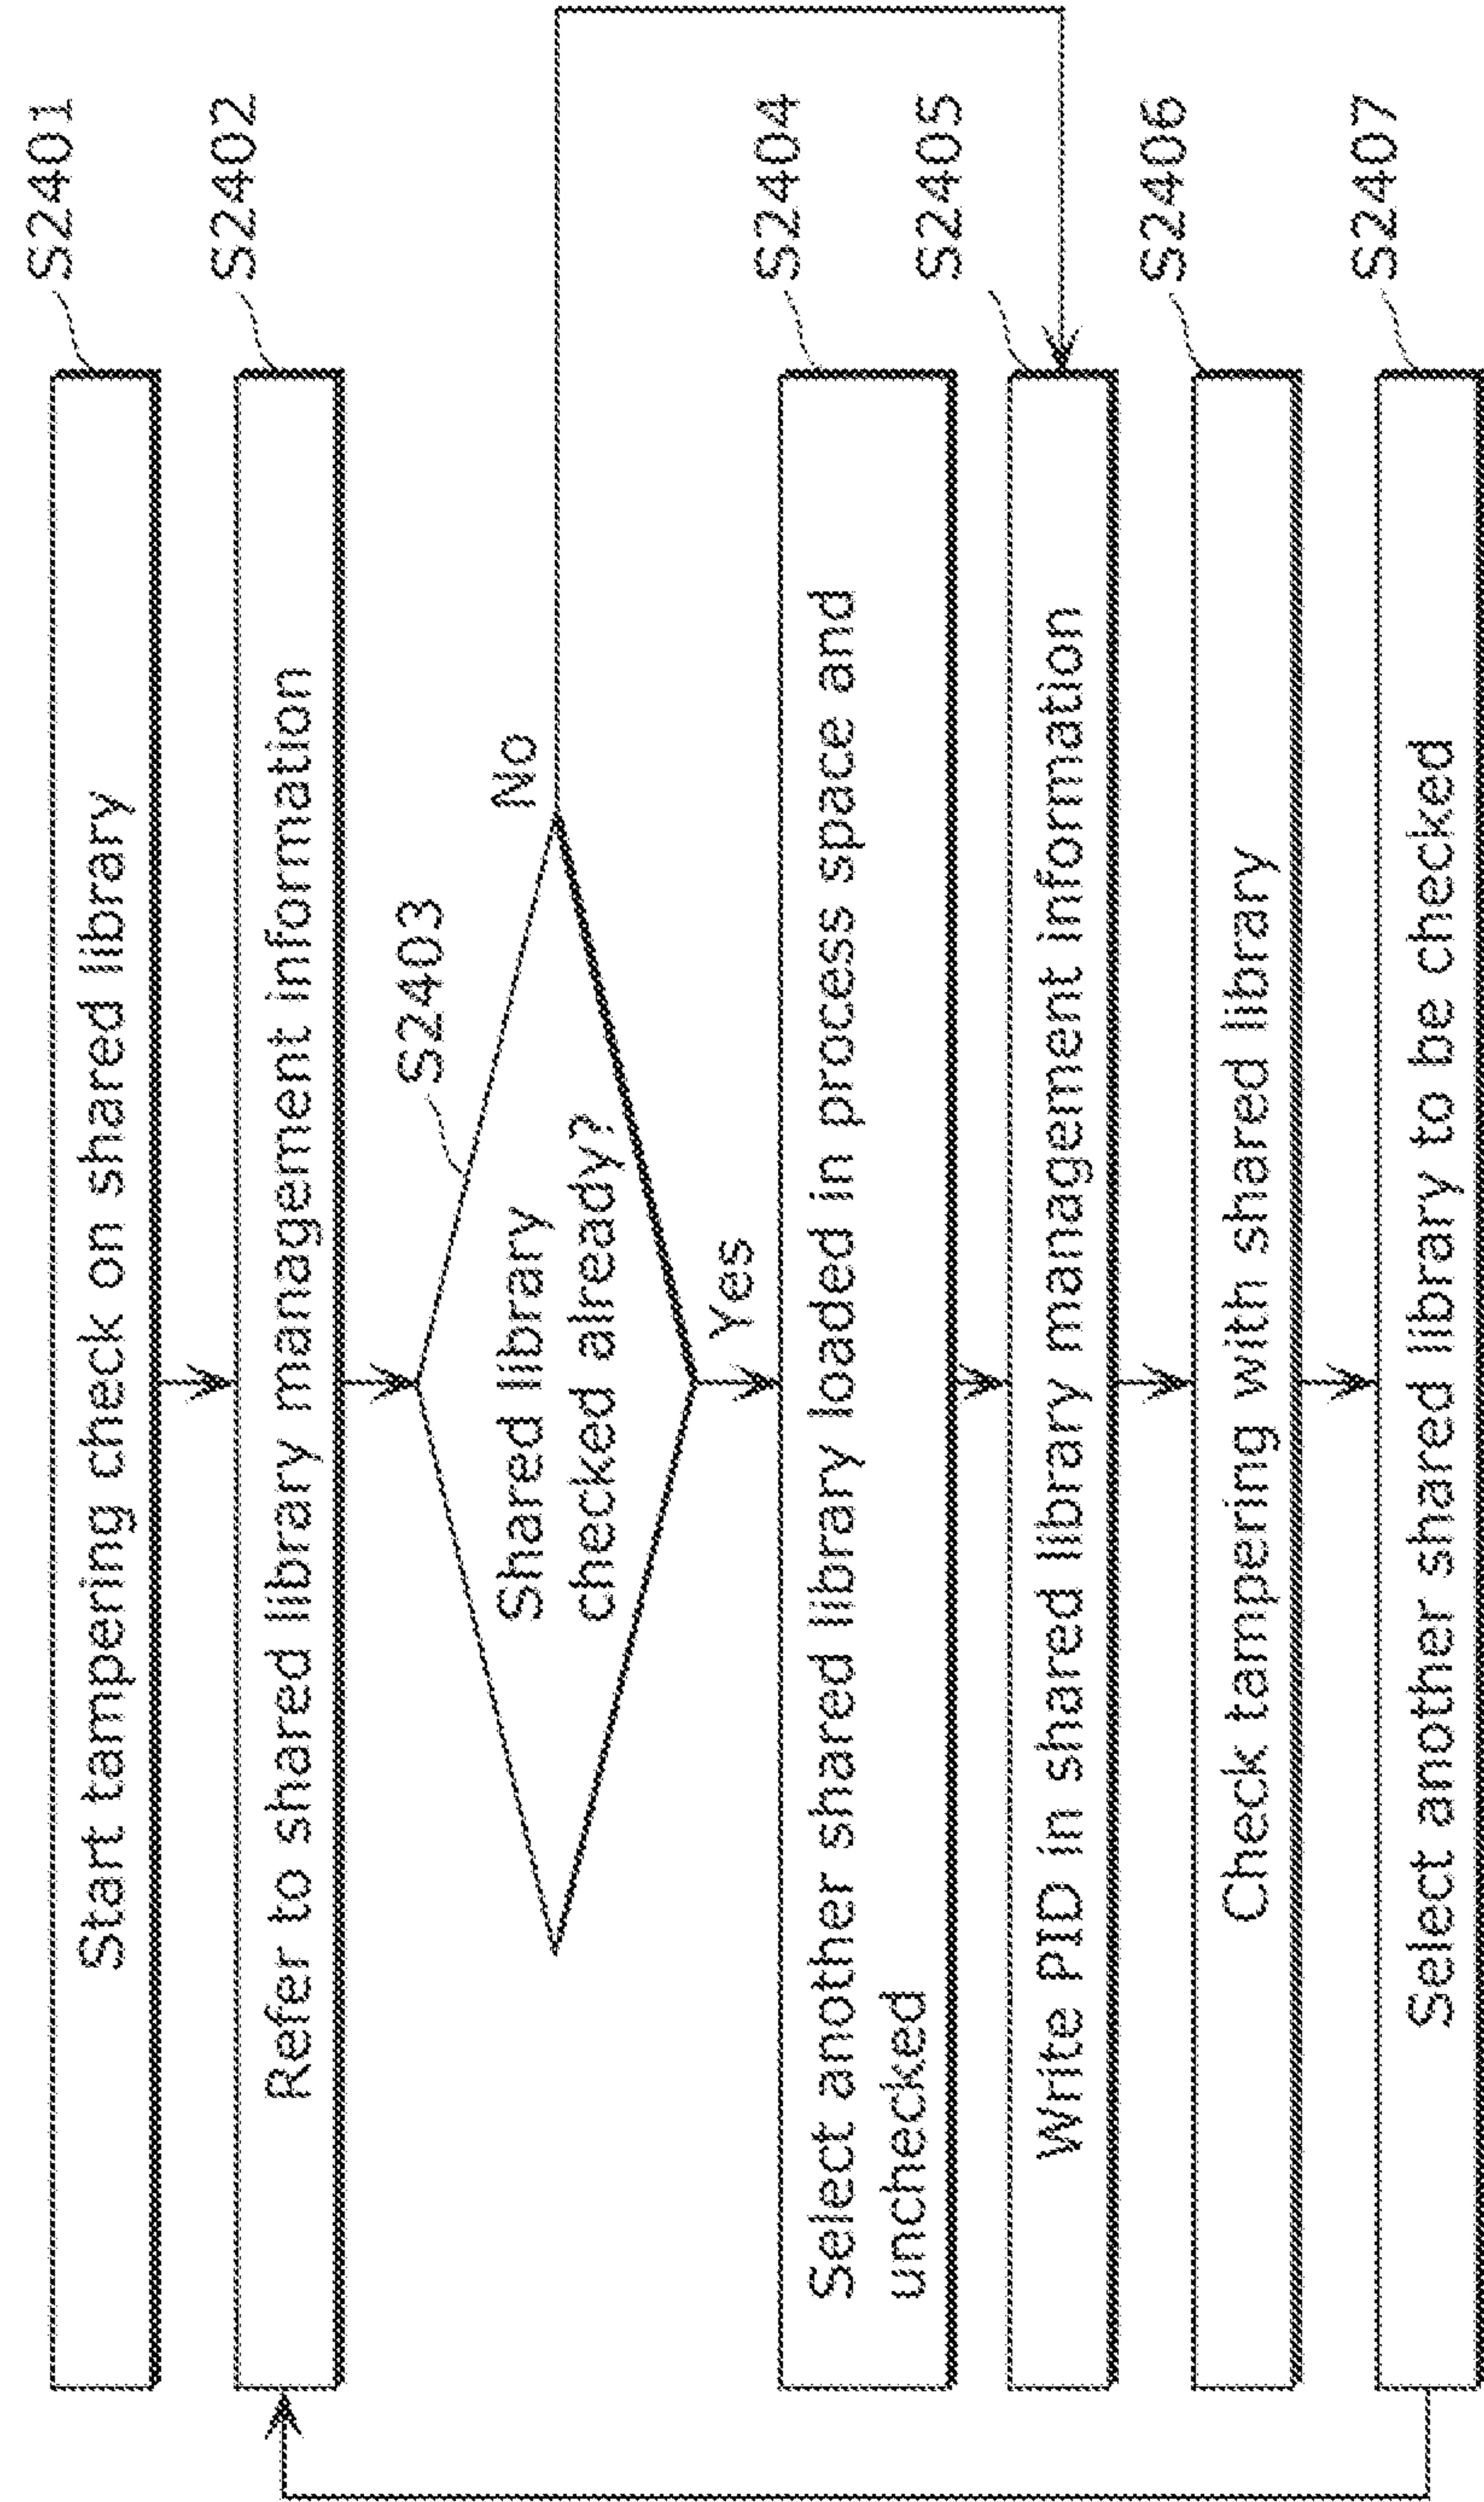 Start tampering check on shared library
S2401
Refer to shared library management information
S2402
S2403
Shared library
checked already?
No
Yes
Select another shared library loaded in process space and
unchecked
S2404
Write PID in shared library management information
S2405
Check tampering with shared library
S2406
Select another shared library to be checked
S2407